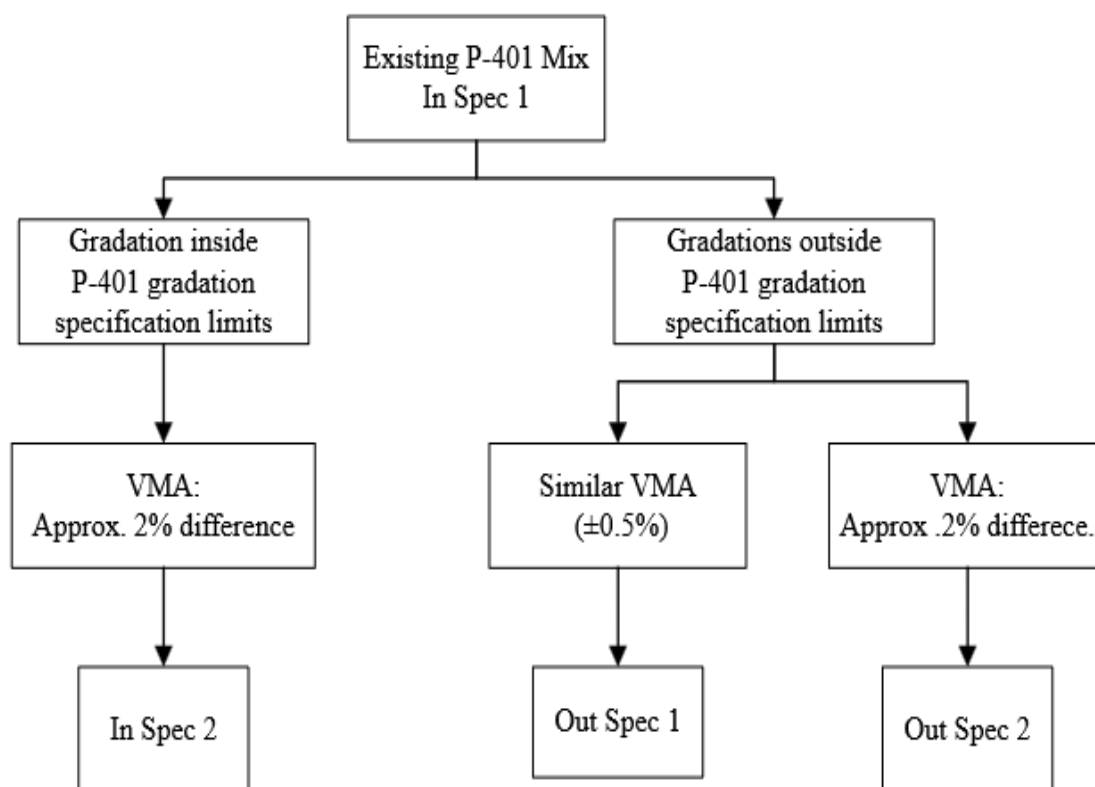 Existing P-401 Mix
In Spec 1
Gradation inside
P-401 gradation
specification limits
Gradations outside
P-401 gradation
specification limits
VMA:
Approx. 2% difference
Similar VMA
(±0.5%)
VMA:
Approx .2% differece.
In Spec 2
Out Spec 1
Out Spec 2